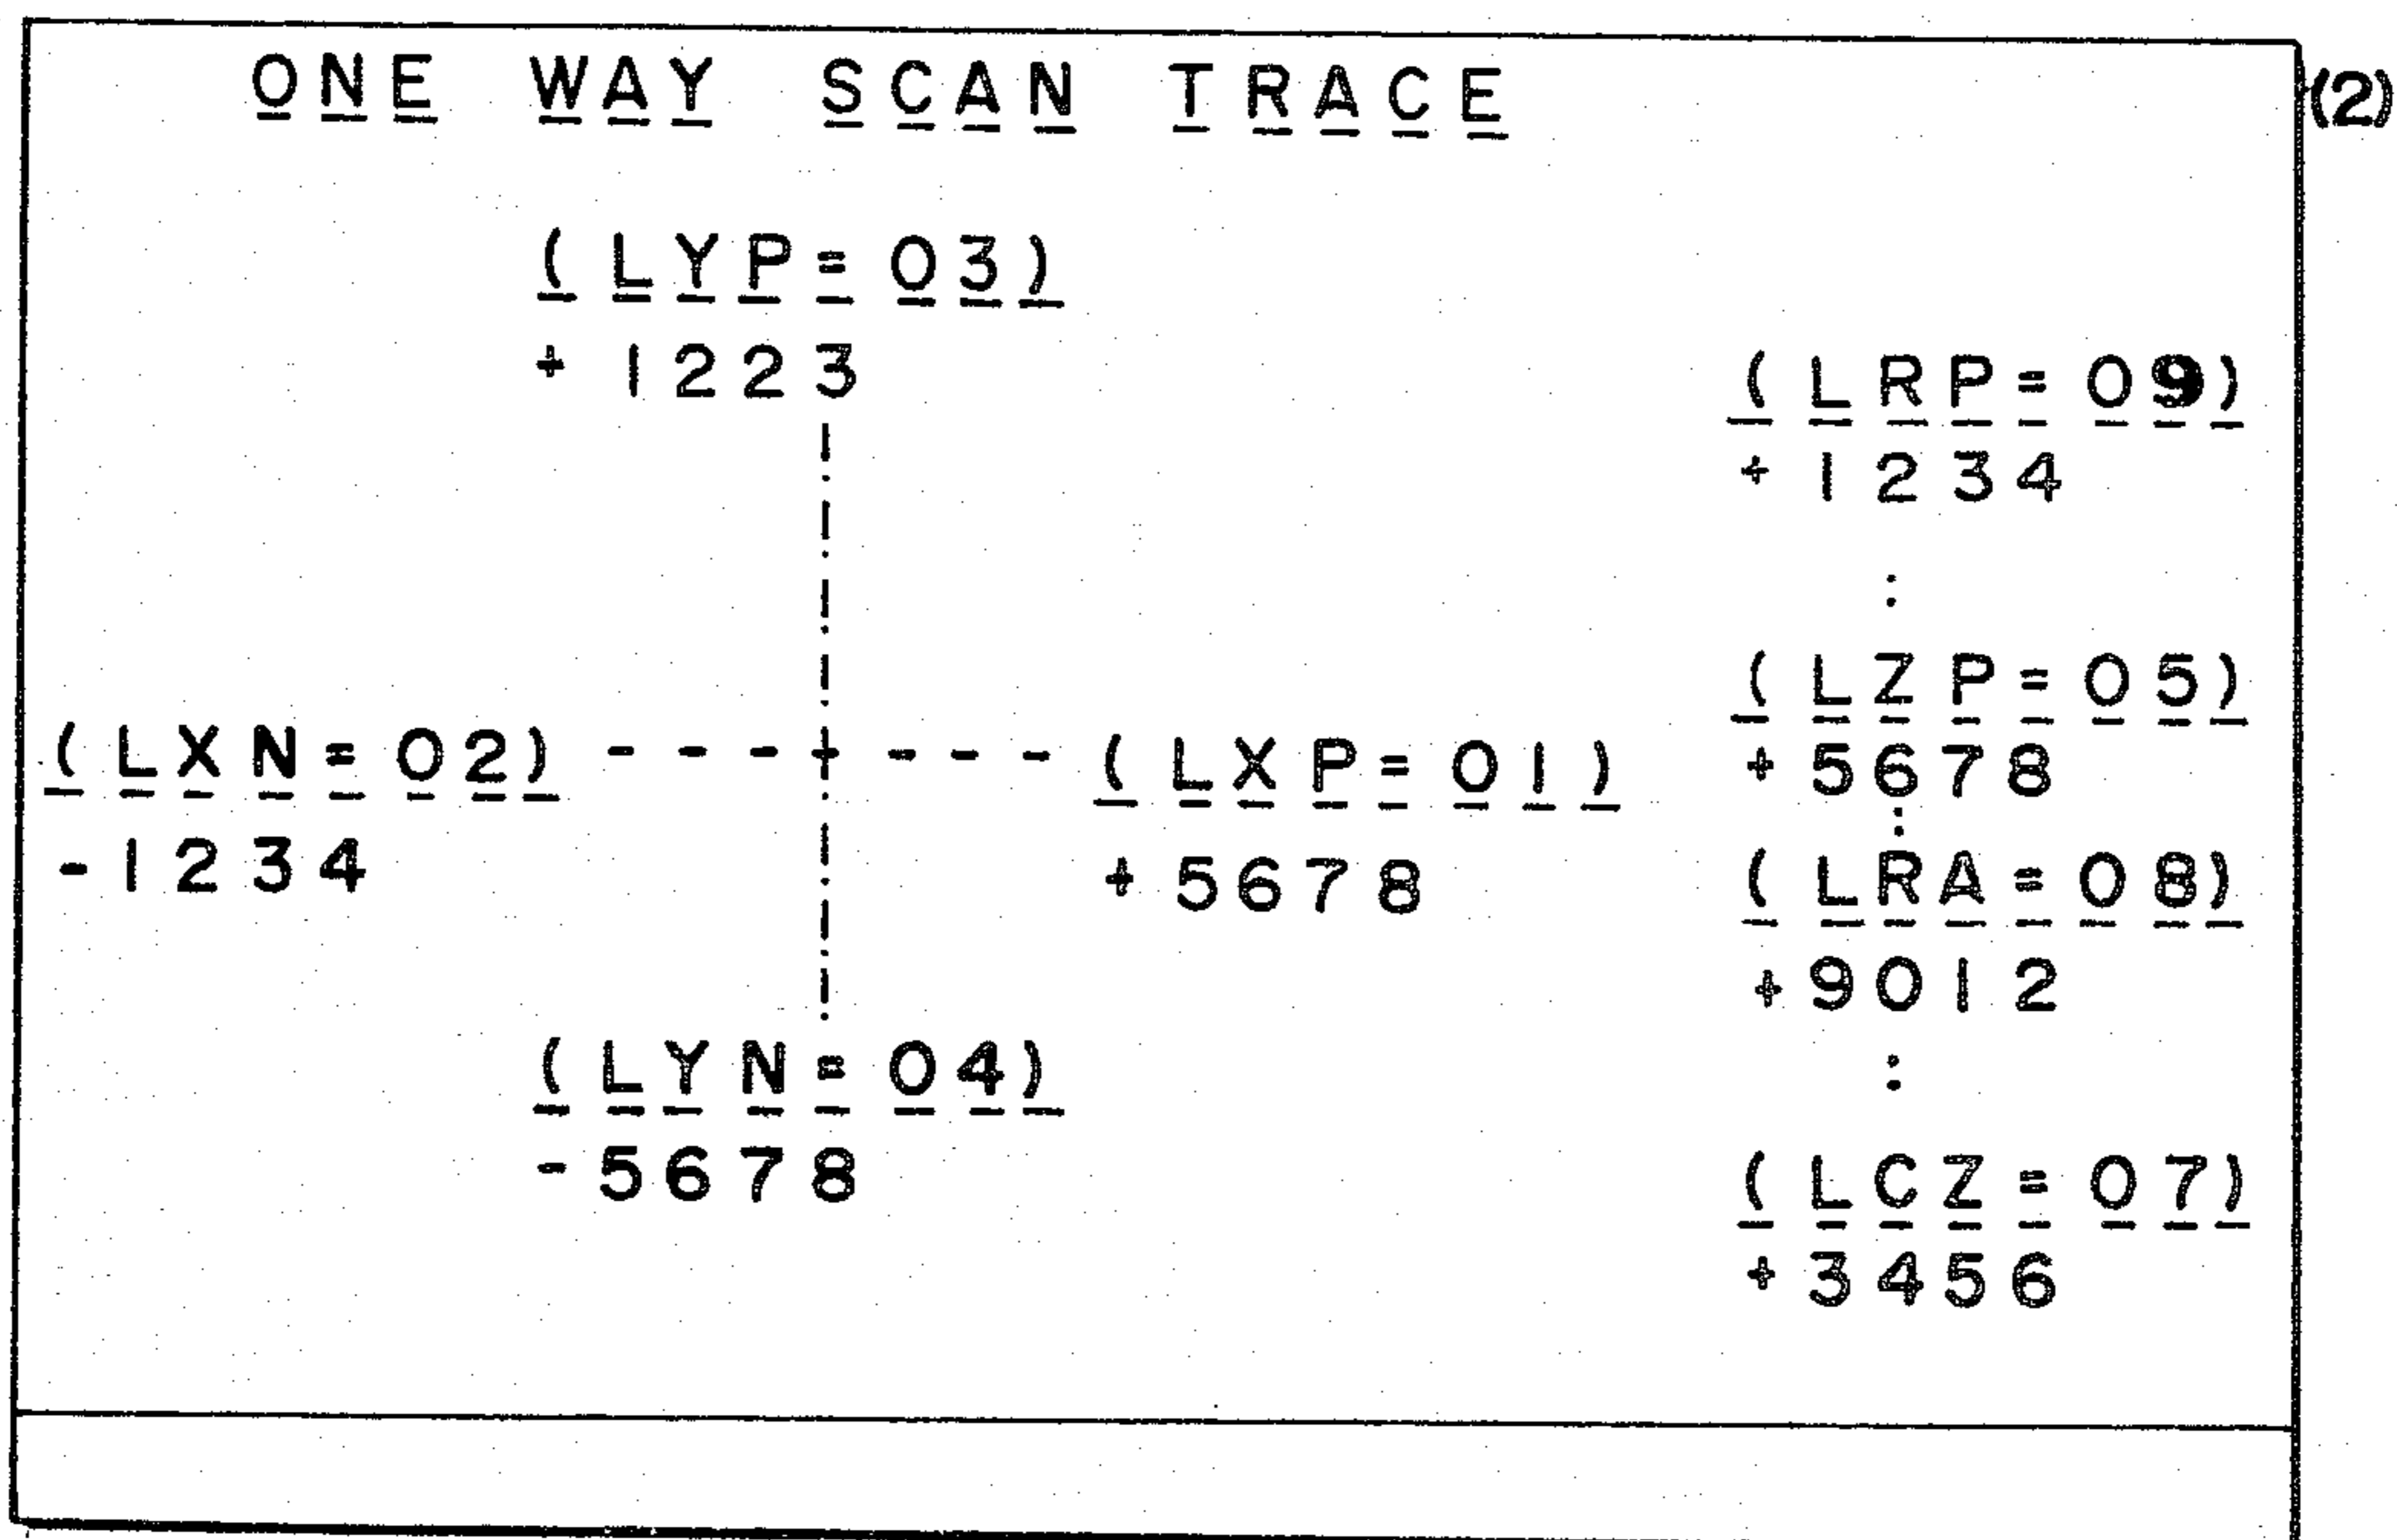 ONE WAY SCAN TRACE
(2)
(LYP=03)
+1223
(LRP=09)
+1234
:
(LZP=05)
+5678
:
(LXN=02) - - - + - - - (LXP=01)
-1234
+5678
(LRA=08)
+9012
:
(LYN=04)
-5678
(LCZ=07)
+3456